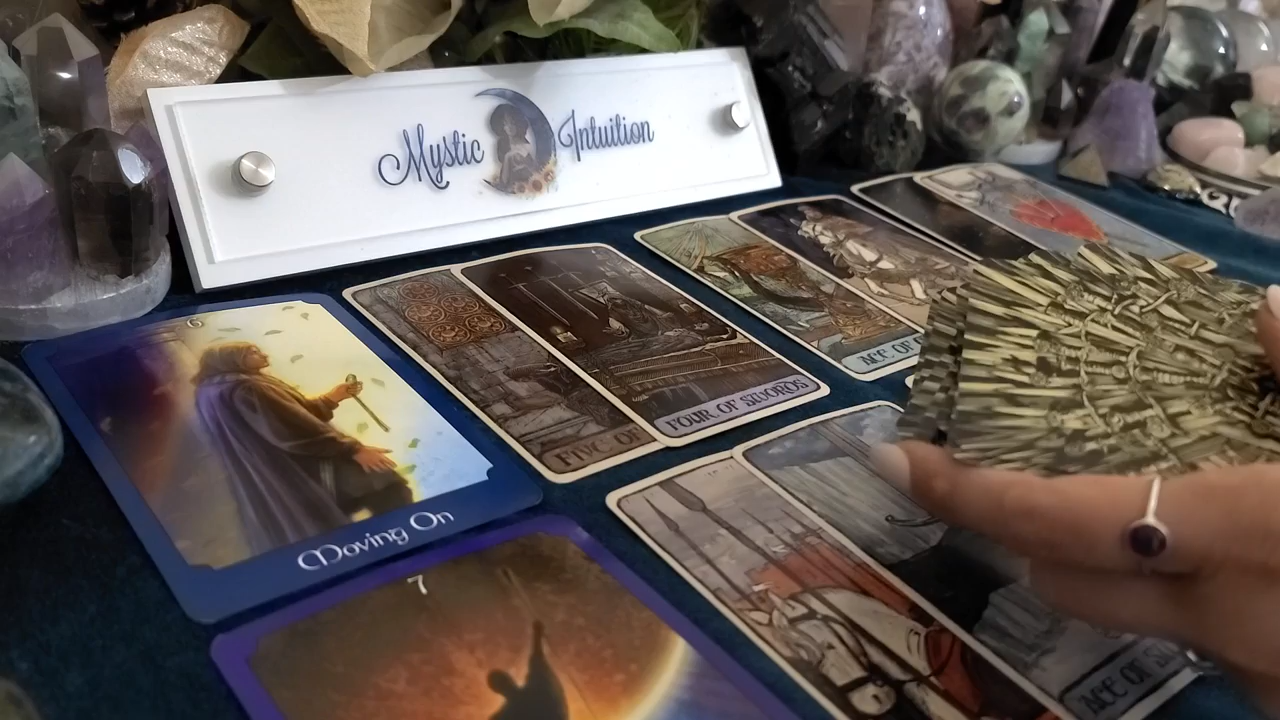 Mystic Intuition
6
Moving On
7
FIVE OF
FOUR OF SWORDS
ACE OF
ACE OF